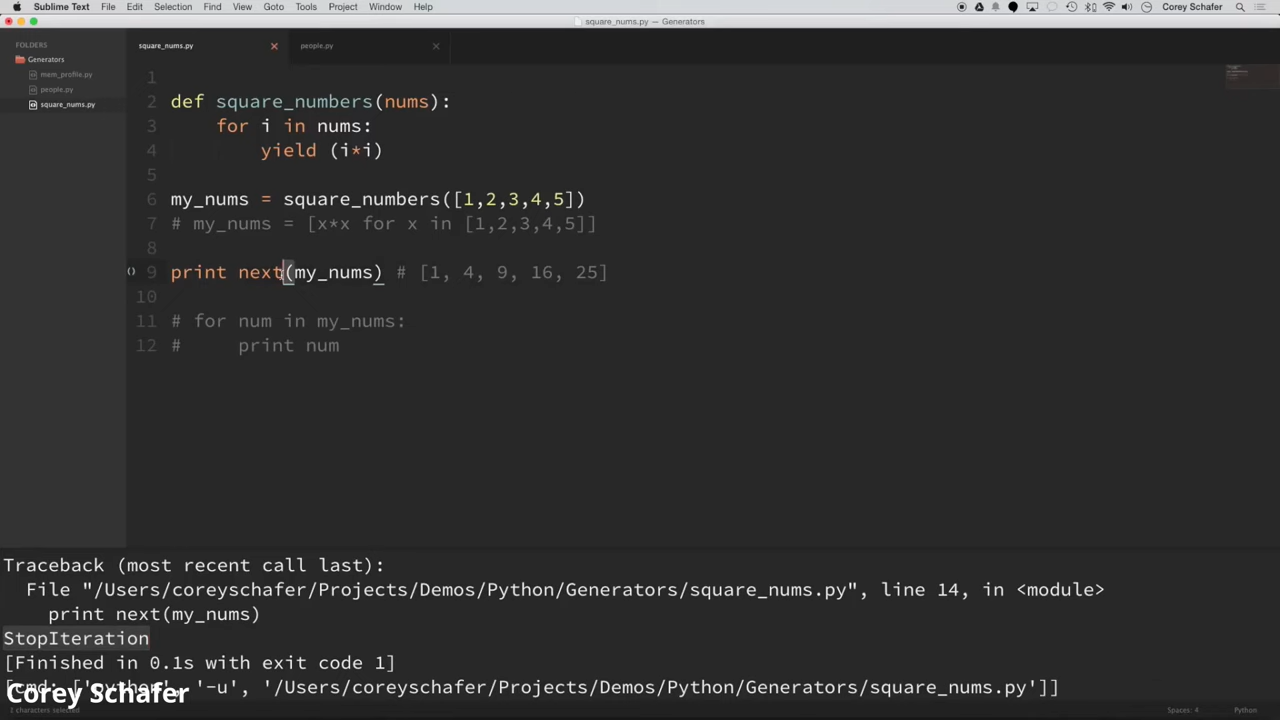 Sublime Text File Edit Selection Find View Goto Tools Project Window Help Corey Schafer
square_nums.py — Generators
FOLDERS
Generators
mem_profile.py
people.py
square_nums.py
square_nums.py × people.py ×
1
2 def square_numbers(nums):
3 for i in nums:
4 yield (i*i)
5
6 my_nums = square_numbers([1,2,3,4,5])
7 # my_nums = [x*x for x in [1,2,3,4,5]]
8
() 9 print next(my_nums) # [1, 4, 9, 16, 25]
10
11 # for num in my_nums:
12 # print num
Traceback (most recent call last):
File "/Users/coreyschafer/Projects/Demos/Python/Generators/square_nums.py", line 14, in <module>
print next(my_nums)
StopIteration
[Finished in 0.1s with exit code 1]
[cmd: ['python', '-u', '/Users/coreyschafer/Projects/Demos/Python/Generators/square_nums.py']]
Corey Schafer
characters selected Spaces: 4 Python